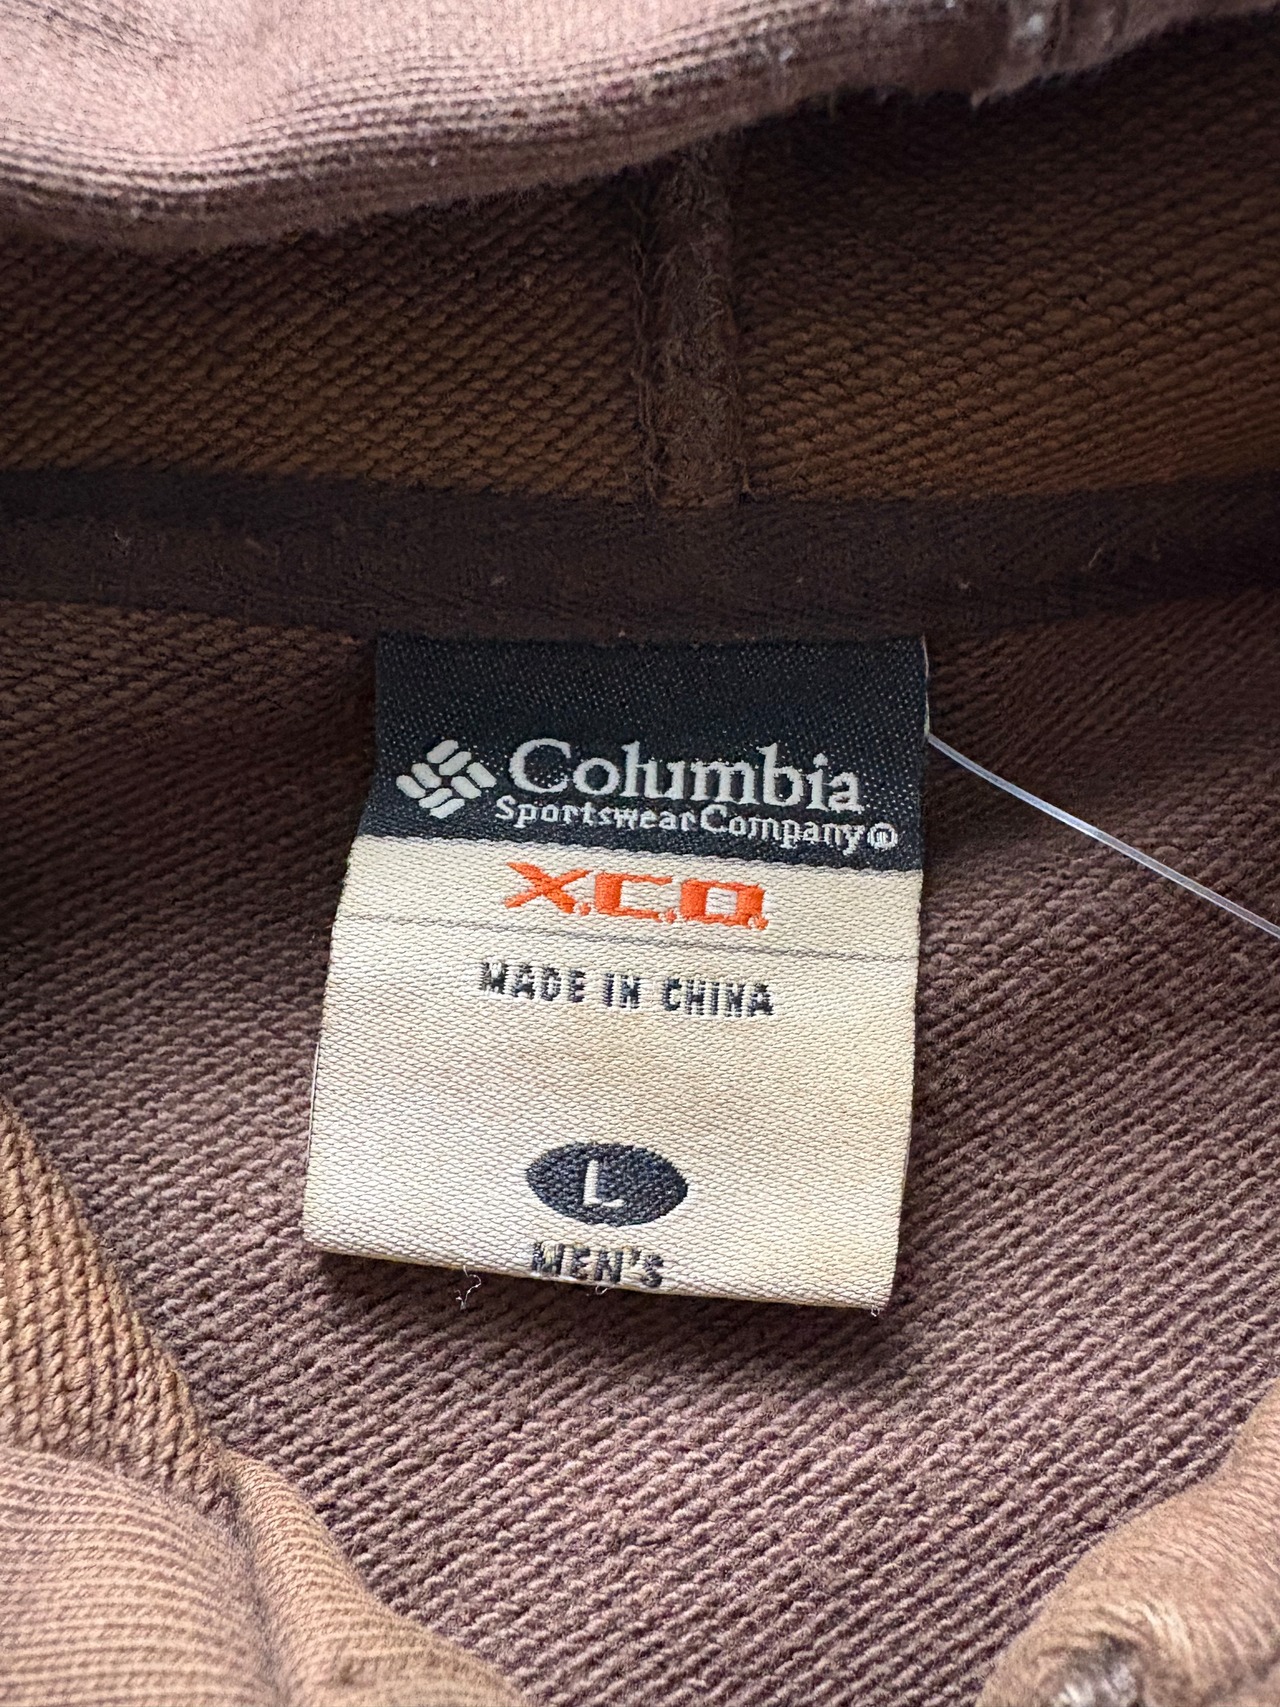 Columbia
Sportswear Company®
X.C.O.
MADE IN CHINA
L
MEN'S